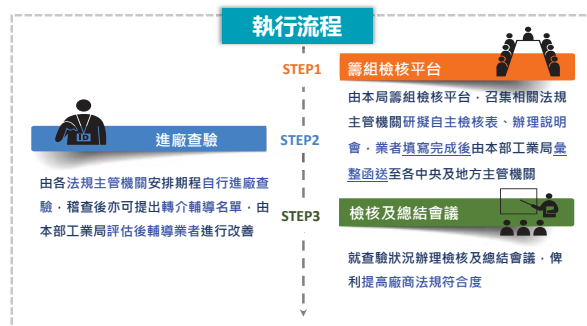 執行流程
STEP1
籌組檢核平台
由本局籌組檢核平台，召集相關法規
主管機關研擬自主檢核表、辦理說明
會，業者填寫完成後由本部工業局彙
整函送至各中央及地方主管機關
ID
進廠查驗
STEP2
由各法規主管機關安排期程自行進廠查
驗，稽查後亦可提出轉介輔導名單，由
本部工業局評估後輔導業者進行改善
STEP3
檢核及總結會議
就查驗狀況辦理檢核及總結會議，俾
利提高廠商法規符合度